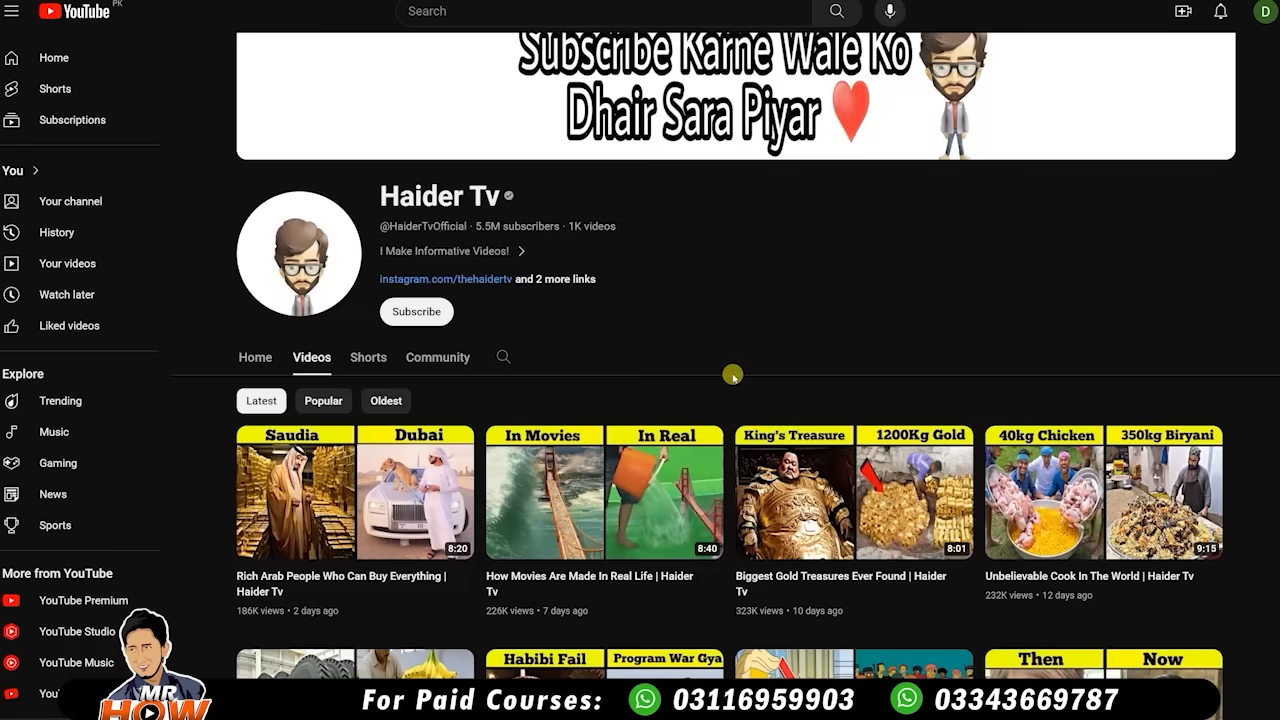 YouTube PK
Search
D
Home
Shorts
Subscriptions
You
Your channel
History
Your videos
Watch later
Liked videos
Explore
Trending
Music
Gaming
News
Sports
More from YouTube
YouTube Premium
YouTube Studio
YouTube Music
Subscribe Karne Wale Ko
Dhair Sara Piyar
Haider Tv
@HaiderTvOfficial · 5.5M subscribers · 1K videos
I Make Informative Videos!
instagram.com/thehaidertv and 2 more links
Subscribe
Home Videos Shorts Community
Latest Popular Oldest
Saudia Dubai
8:20
Rich Arab People Who Can Buy Everything |
Haider Tv
186K views • 2 days ago
In Movies In Real
8:40
How Movies Are Made In Real Life | Haider
Tv
226K views • 7 days ago
King's Treasure 1200Kg Gold
8:01
Biggest Gold Treasures Ever Found | Haider
Tv
323K views • 10 days ago
40kg Chicken 350kg Biryani
9:15
Unbelievable Cook In The World | Haider Tv
232K views • 12 days ago
Habibi Fail Program War Gya
Then Now
MR
HOW
For Paid Courses: 03116959903 03343669787